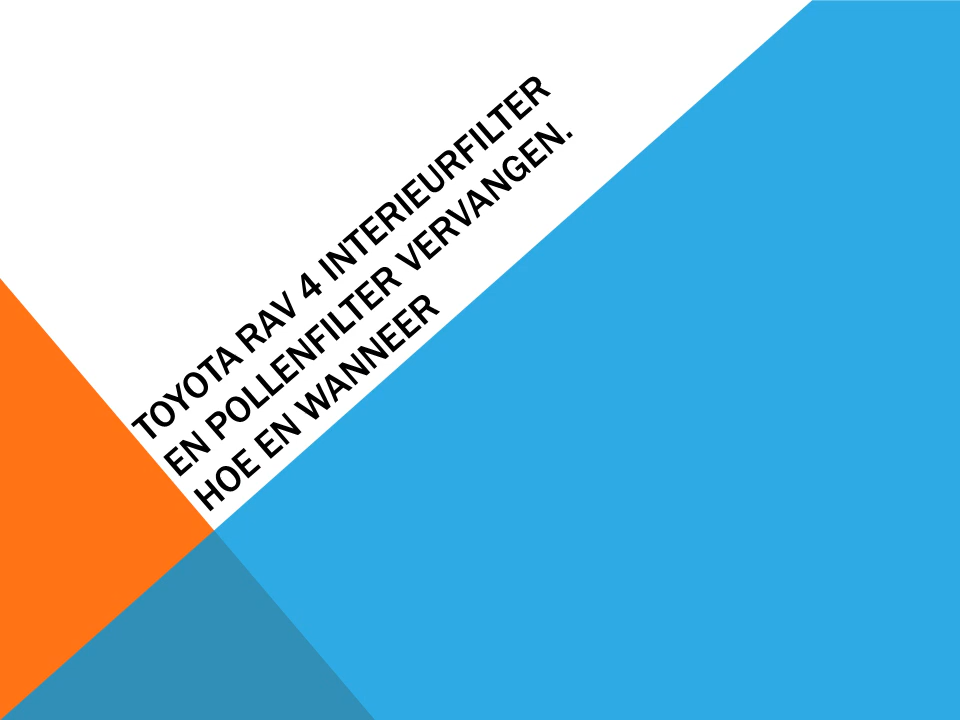 TOYOTA RAV 4 INTERIEURFILTER
EN POLLENFILTER VERVANGEN.
HOE EN WANNEER